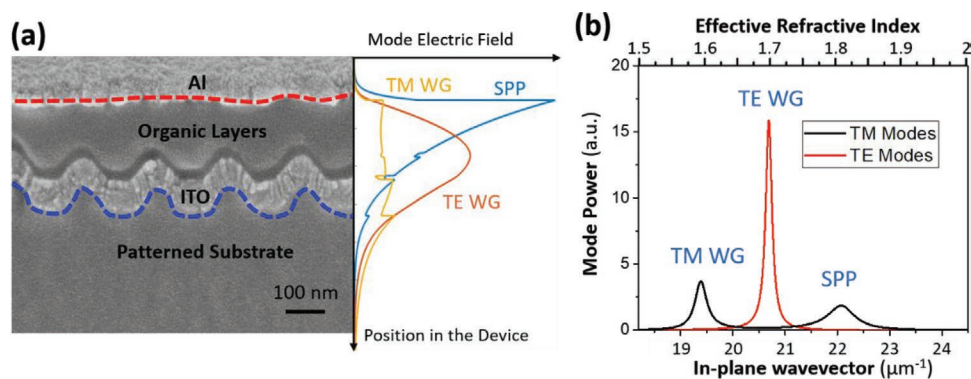 (a)
Mode Electric Field
Al
TM WG
SPP
Organic Layers
ITO
TE WG
Patterned Substrate
100 nm
Position in the Device
(b)
Effective Refractive Index
1.5 1.6 1.7 1.8 1.9 2
20
15
10
5
0
Mode Power (a.u.)
TE WG
TM Modes
TE Modes
TM WG
SPP
19 20 21 22 23 24
In-plane wavevector (μm⁻¹)